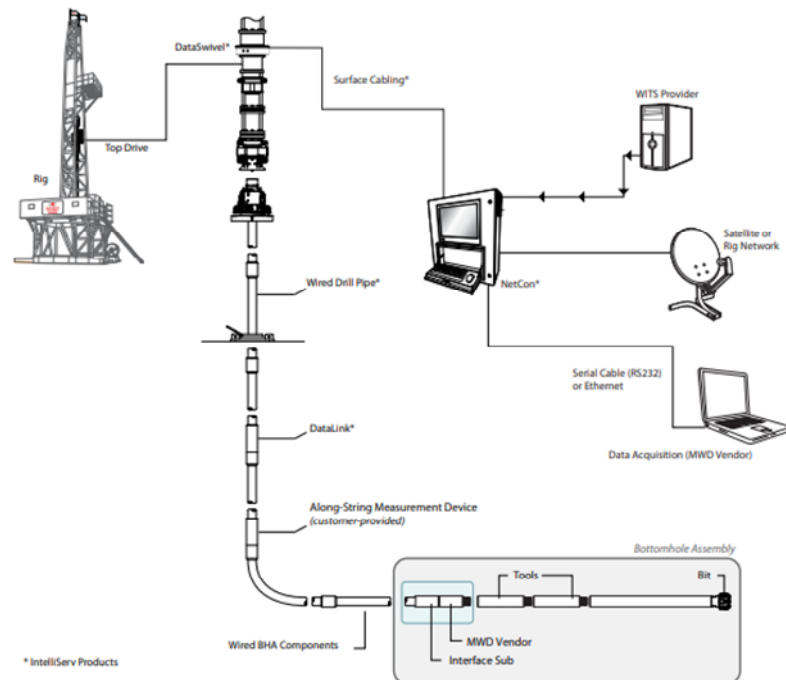 DataSwivel*
Surface Cabling*
WITS Provider
Top Drive
Rig
Satellite or
Rig Network
Wired Drill Pipe*
NetCon*
Serial Cable (RS232)
or Ethernet
DataLink*
Data Acquisition (MWD Vendor)
Along-String Measurement Device
(customer-provided)
Bottomhole Assembly
Tools
Bit
Wired BHA Components
MWD Vendor
Interface Sub
* IntelliServ Products